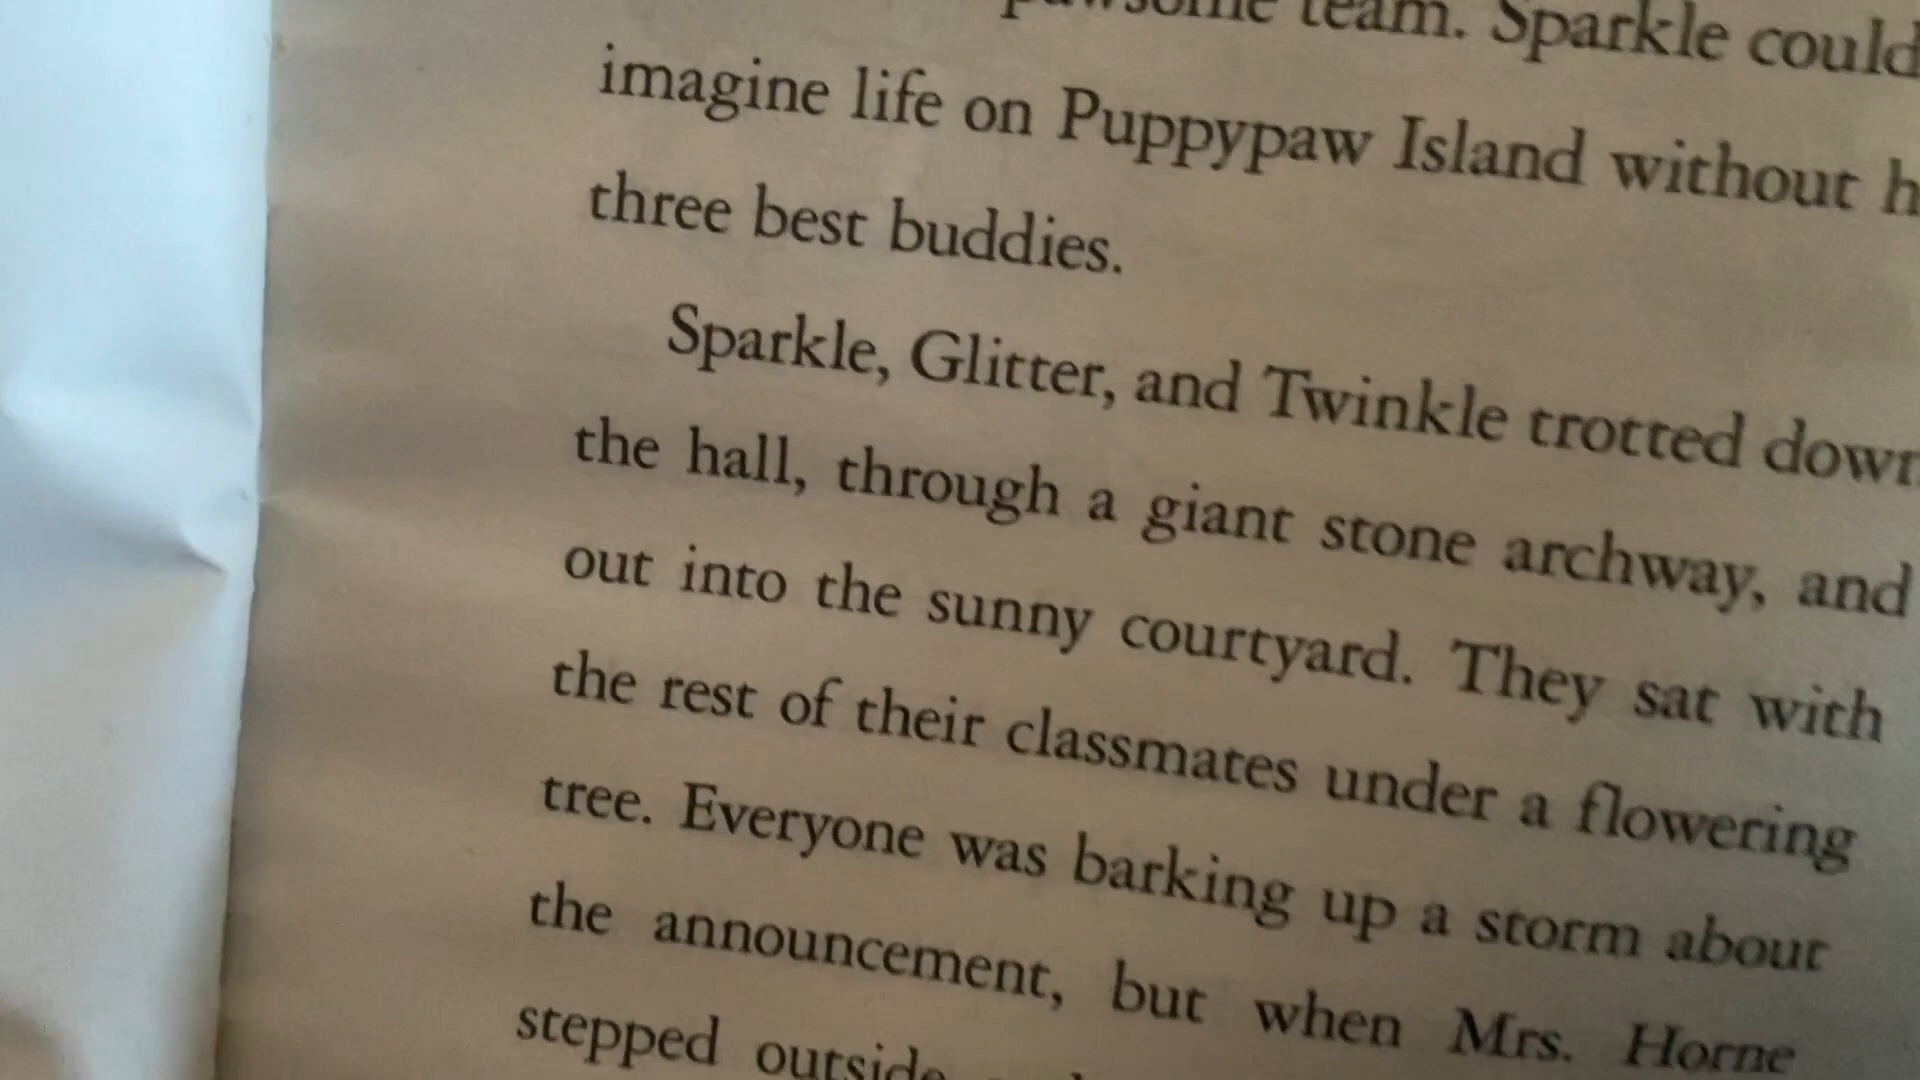 team. Sparkle could
imagine life on Puppypaw Island without
three best buddies.
Sparkle, Glitter, and Twinkle trotted down
the hall, through a giant stone archway, and
out into the sunny courtyard. They sat with
the rest of their classmates under a flowering
tree. Everyone was barking up a storm about
the announcement, but when Mrs. Horne
stepped outside